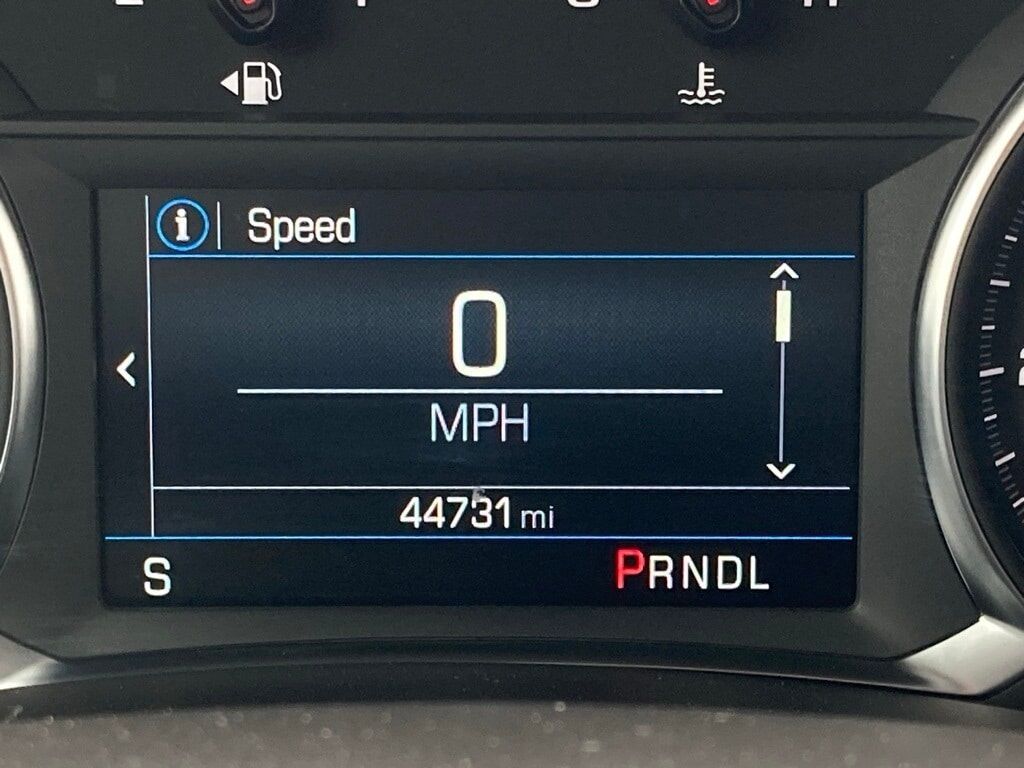 i Speed
0
MPH
44731 mi
S PRNDL